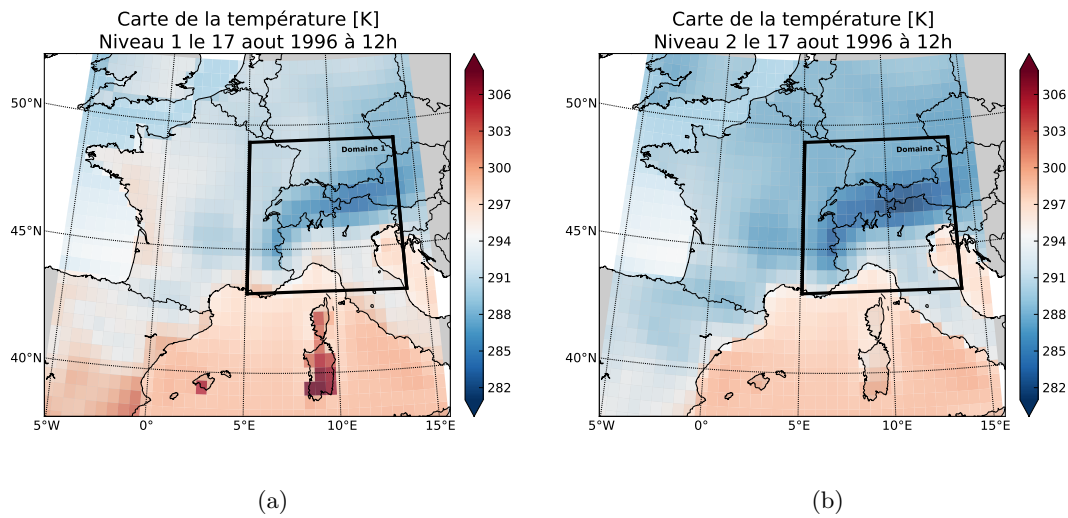 Carte de la température [K]
Niveau 1 le 17 aout 1996 à 12h
50°N
45°N
40°N
5°W
0°
5°E
10°E
15°E
Domaine 1
306
303
300
297
294
291
288
285
282
(a)
Carte de la température [K]
Niveau 2 le 17 aout 1996 à 12h
50°N
45°N
40°N
5°W
0°
5°E
10°E
15°E
Domaine 1
306
303
300
297
294
291
288
285
282
(b)